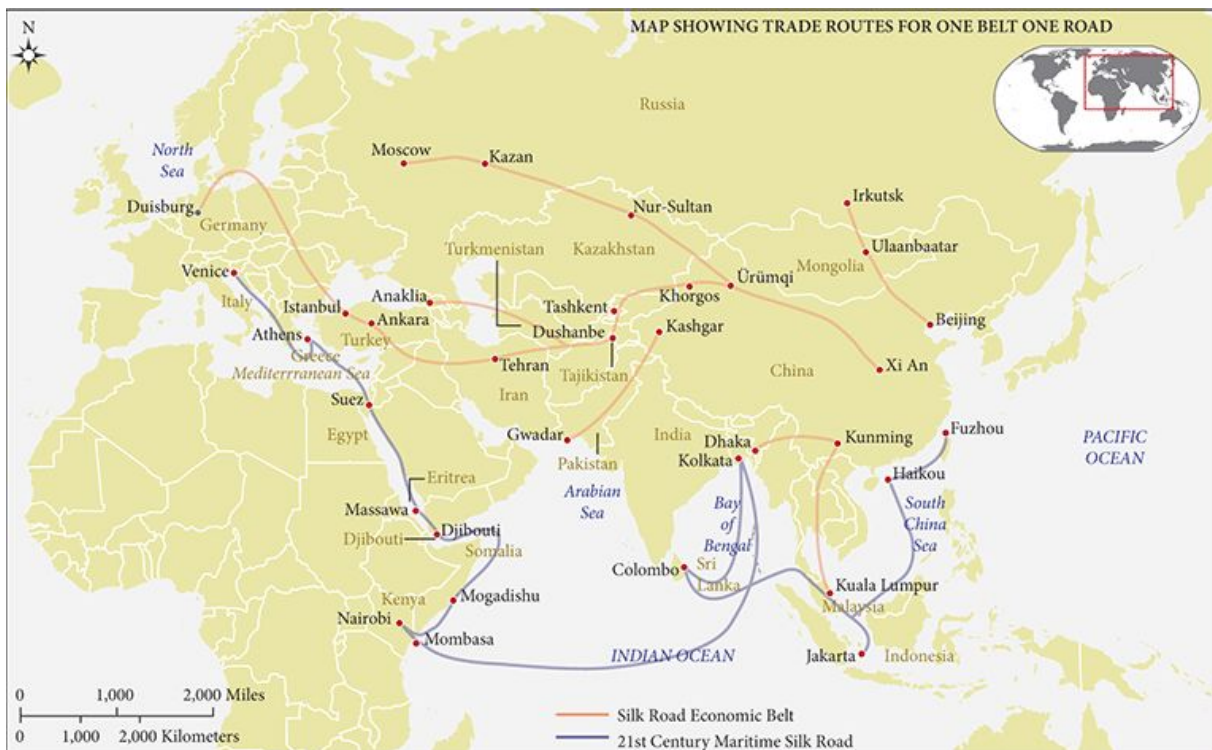 MAP SHOWING TRADE ROUTES FOR ONE BELT ONE ROAD
N
Russia
North
Sea
Moscow
Kazan
Irkutsk
Duisburg
Germany
Nur-Sultan
Turkmenistan
Kazakhstan
Ulaanbaatar
Mongolia
Venice
Italy
Istanbul
Anaklia
Ankara
Tashkent
Khorgos
Ürümqi
Athens
Greece
Turkey
Dushanbe
Kashgar
Beijing
Mediterrranean Sea
Tehran
Tajikistan
China
Xi An
Suez
Iran
Egypt
Gwadar
Pakistan
India
Dhaka
Kolkata
Kunming
Fuzhou
PACIFIC
OCEAN
Eritrea
Arabian
Sea
Haikou
Massawa
Bay
of
Bengal
South
China
Sea
Djibouti
Djibouti
Somalia
Colombo
Sri
Lanka
Kuala Lumpur
Malaysia
Kenya
Mogadishu
Nairobi
Mombasa
INDIAN OCEAN
Jakarta
Indonesia
0 1,000 2,000 Miles
0 1,000 2,000 Kilometers
Silk Road Economic Belt
21st Century Maritime Silk Road